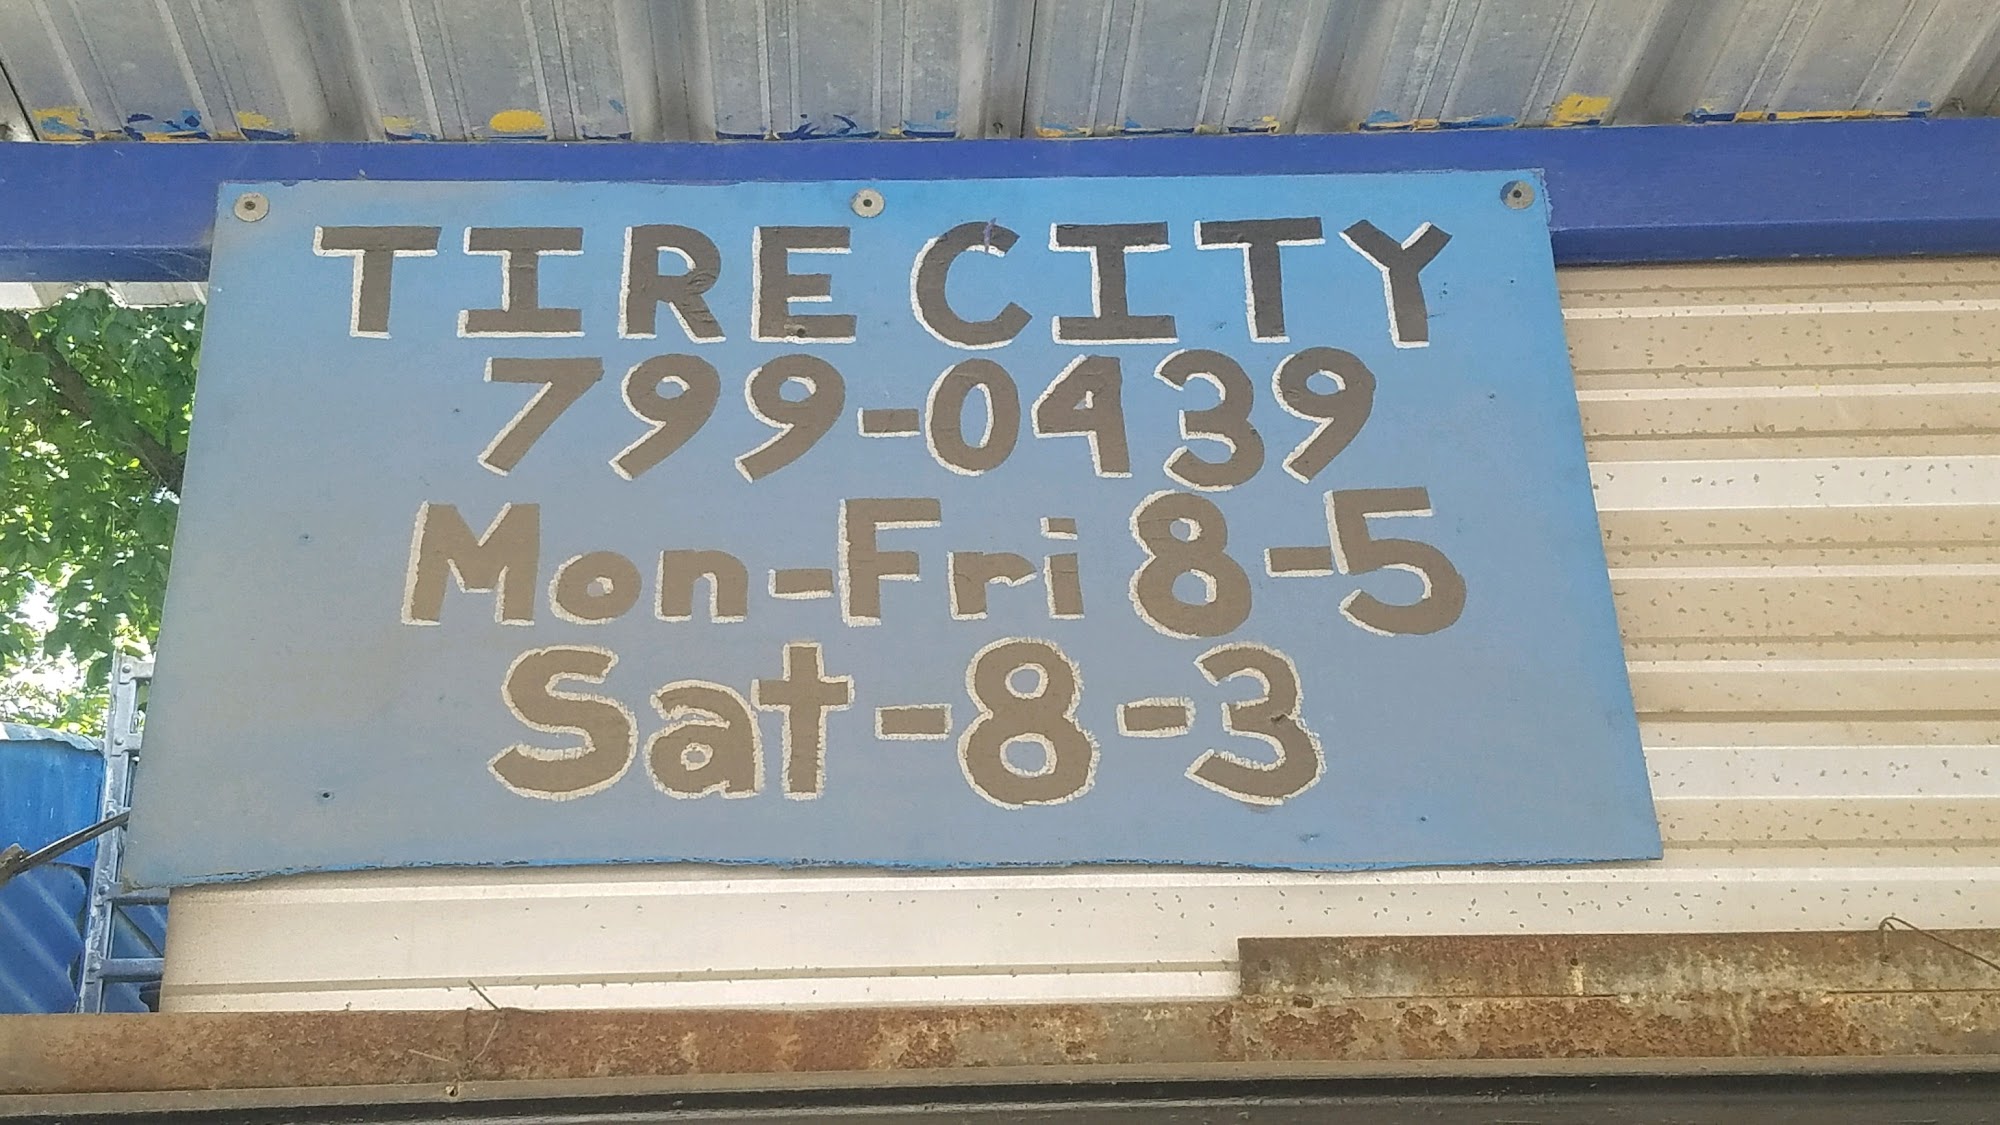 TIRE CITY
799-0439
Mon-Fri 8-5
Sat-8-3